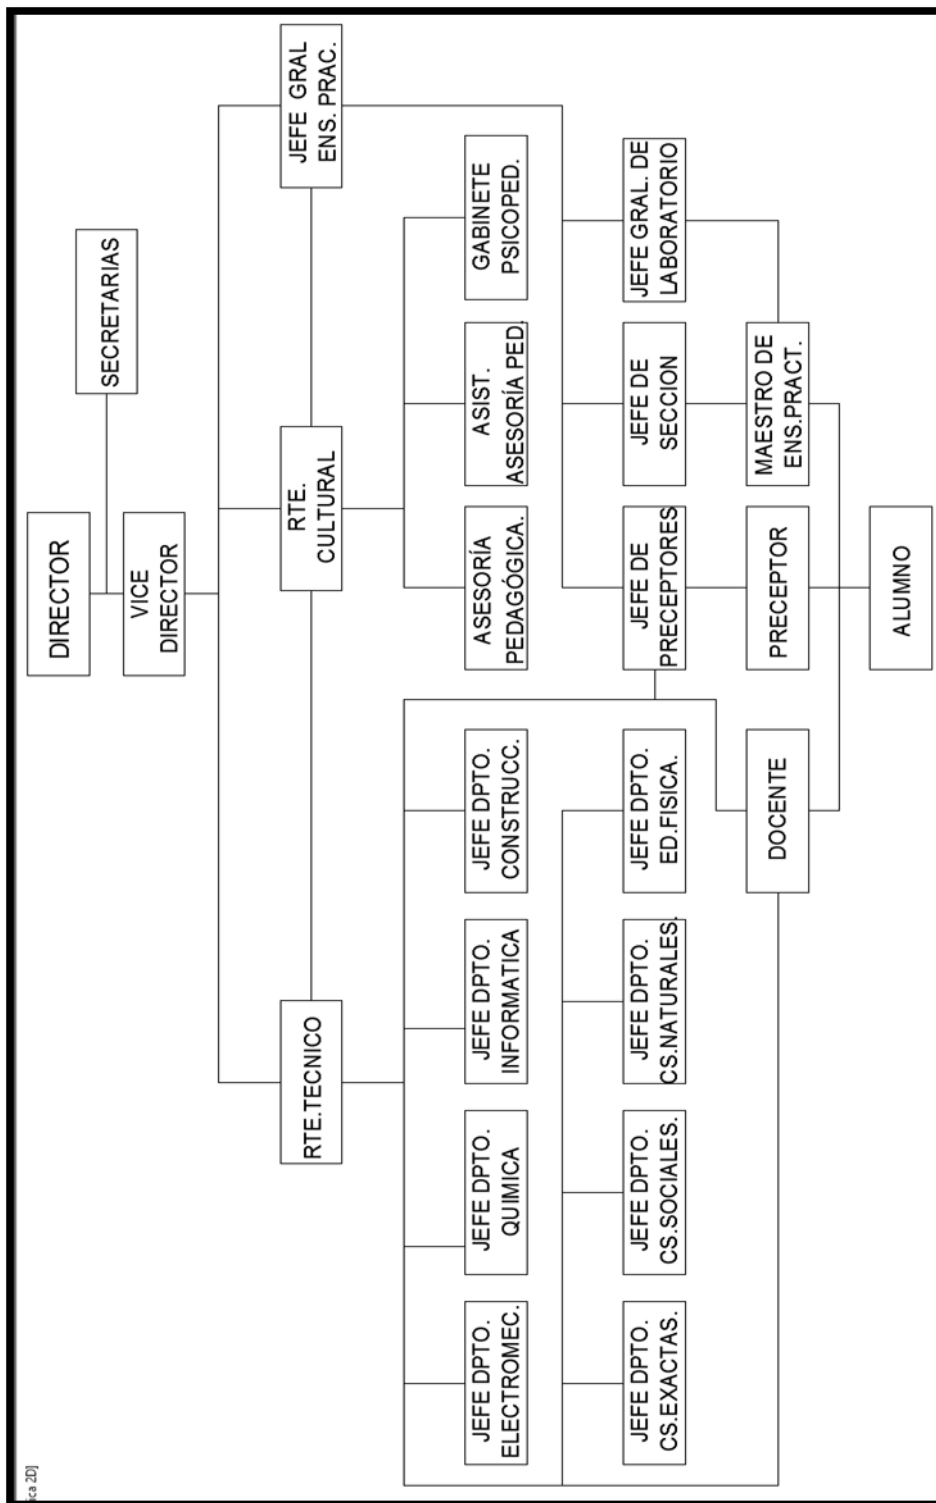 ica 2D]
DIRECTOR
SECRETARIAS
VICE
DIRECTOR
RTE.TECNICO
RTE.
CULTURAL
JEFE GRAL
ENS. PRAC.
JEFE DPTO.
ELECTROMEC.
JEFE DPTO.
QUIMICA
JEFE DPTO.
INFORMATICA
JEFE DPTO.
CONSTRUCC.
ASESORÍA
PEDAGÓGICA.
ASIST.
ASESORÍA PED.
GABINETE
PSICOPED.
JEFE DPTO.
CS.EXACTAS.
JEFE DPTO.
CS.SOCIALES.
JEFE DPTO.
CS.NATURALES.
JEFE DPTO.
ED.FISICA.
JEFE DE
PRECEPTORES
JEFE DE
SECCION
JEFE GRAL. DE
LABORATORIO
DOCENTE
PRECEPTOR
MAESTRO DE
ENS.PRACT.
ALUMNO